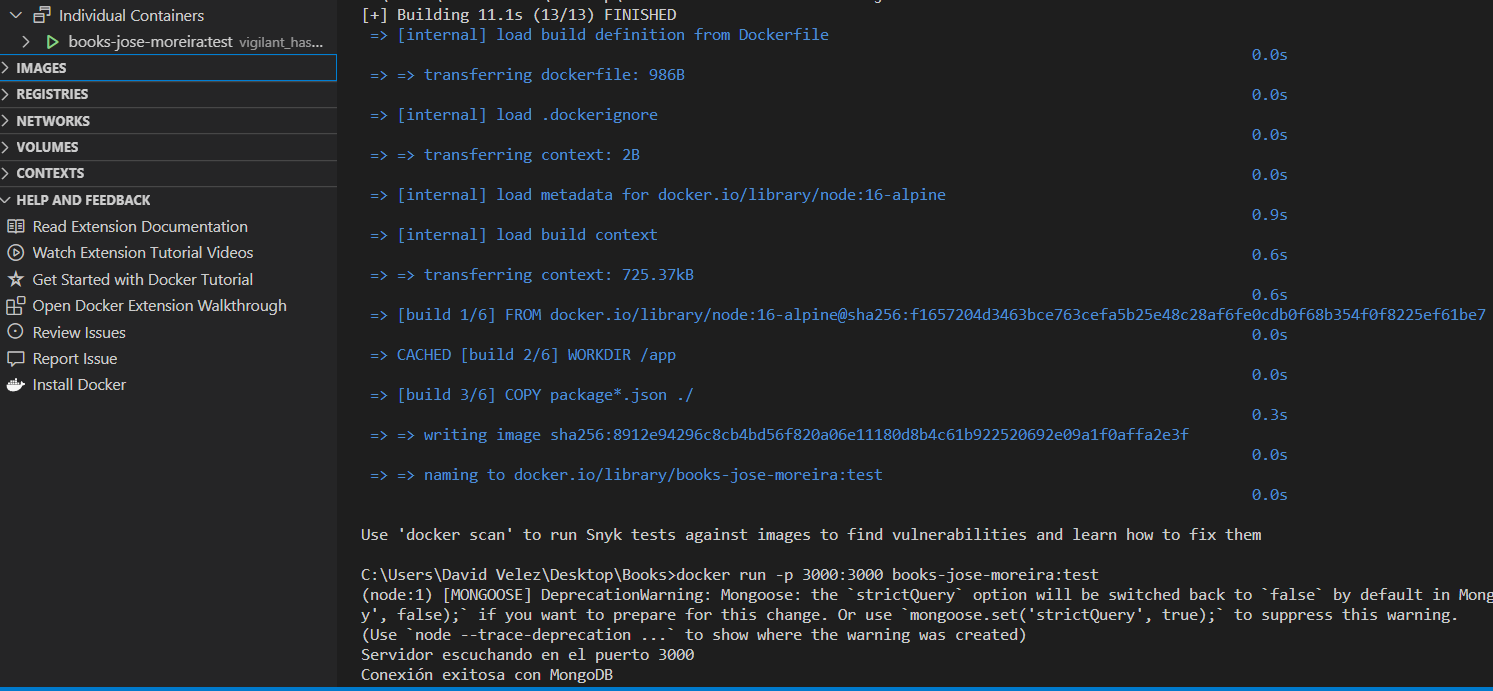 Individual Containers
books-jose-moreira:test vigilant_has...
IMAGES
REGISTRIES
NETWORKS
VOLUMES
CONTEXTS
HELP AND FEEDBACK
Read Extension Documentation
Watch Extension Tutorial Videos
Get Started with Docker Tutorial
Open Docker Extension Walkthrough
Review Issues
Report Issue
Install Docker
[+] Building 11.1s (13/13) FINISHED
=> [internal] load build definition from Dockerfile
0.0s
=> => transferring dockerfile: 986B
0.0s
=> [internal] load .dockerignore
0.0s
=> => transferring context: 2B
0.0s
=> [internal] load metadata for docker.io/library/node:16-alpine
0.9s
=> [internal] load build context
0.6s
=> => transferring context: 725.37kB
0.6s
=> [build 1/6] FROM docker.io/library/node:16-alpine@sha256:f1657204d3463bce763cefa5b25e48c28af6fe0cdb0f68b354f0f8225ef61be7
0.0s
=> CACHED [build 2/6] WORKDIR /app
0.0s
=> [build 3/6] COPY package*.json ./
0.3s
=> => writing image sha256:8912e94296c8cb4bd56f820a06e11180d8b4c61b922520692e09a1f0affa2e3f
0.0s
=> => naming to docker.io/library/books-jose-moreira:test
0.0s
Use 'docker scan' to run Snyk tests against images to find vulnerabilities and learn how to fix them
C:\Users\David Velez\Desktop\Books>docker run -p 3000:3000 books-jose-moreira:test
(node:1) [MONGOOSE] DeprecationWarning: Mongoose: the `strictQuery` option will be switched back to `false` by default in Mong
y', false);` if you want to prepare for this change. Or use `mongoose.set('strictQuery', true);` to suppress this warning.
(Use `node --trace-deprecation ...` to show where the warning was created)
Servidor escuchando en el puerto 3000
Conexión exitosa con MongoDB